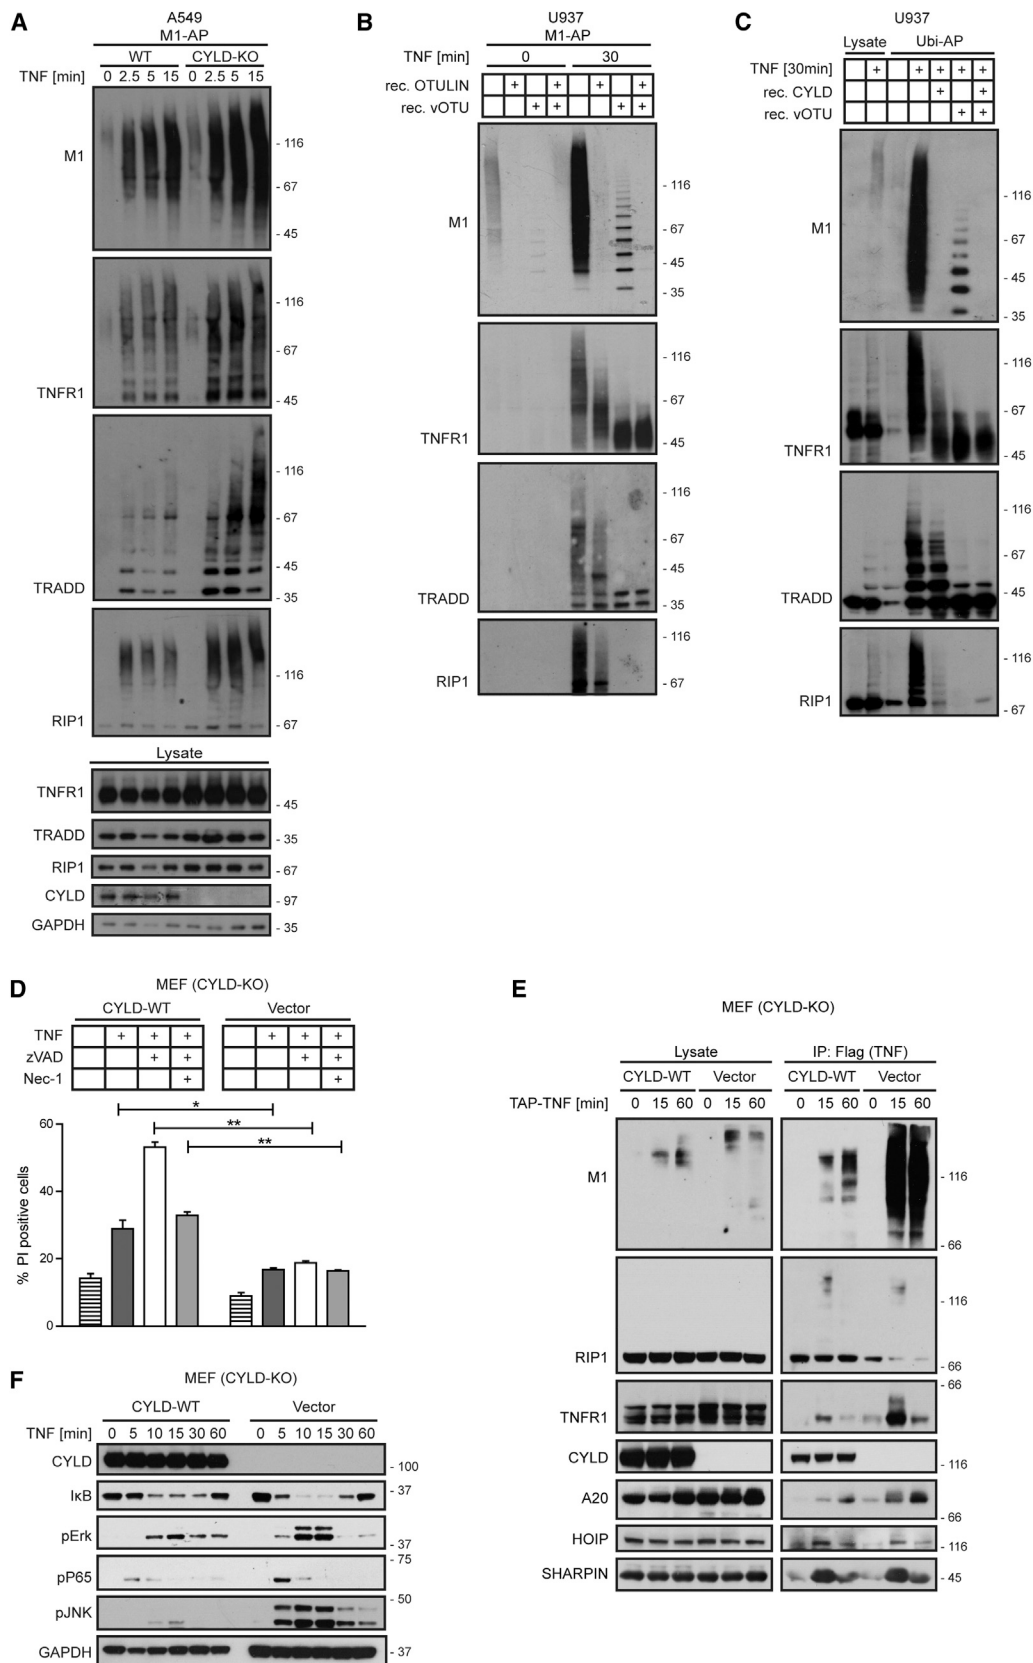 A
A549
M1-AP
WT CYLD-KO
TNF [min] 0 2.5 5 15 0 2.5 5 15
M1
- 116
- 67
- 45
- 116
- 67
TNFR1
- 45
- 116
- 67
- 45
TRADD
- 35
- 116
RIP1
- 67
Lysate
TNFR1
- 45
TRADD
- 35
RIP1
- 67
CYLD
- 97
GAPDH
- 35
B
U937
M1-AP
TNF [min] 0 30
rec. OTULIN + + + +
rec. vOTU + + + +
M1
- 116
- 67
- 45
- 35
- 116
- 67
TNFR1
- 45
- 116
- 67
- 45
TRADD
- 35
- 116
RIP1
- 67
C
U937
Lysate Ubi-AP
TNF [30min] + + + + +
rec. CYLD + +
rec. vOTU + +
M1
- 116
- 67
- 45
- 35
- 116
- 67
TNFR1
- 45
- 116
- 67
- 45
TRADD
- 116
RIP1
- 67
D
MEF (CYLD-KO)
CYLD-WT Vector
TNF + + + + + +
zVAD + + + +
Nec-1 + +
*
**
**
% PI positive cells
60
40
20
0
E
MEF (CYLD-KO)
Lysate IP: Flag (TNF)
CYLD-WT Vector CYLD-WT Vector
TAP-TNF [min] 0 15 60 0 15 60 0 15 60 0 15 60
M1
- 116
- 66
- 116
RIP1
- 66
- 66
TNFR1
CYLD
- 116
A20
- 66
HOIP
- 116
SHARPIN
- 45
F
MEF (CYLD-KO)
CYLD-WT Vector
TNF [min] 0 5 10 15 30 60 0 5 10 15 30 60
CYLD
- 100
IκB
- 37
pErk
- 37
- 75
pP65
- 50
pJNK
GAPDH
- 37